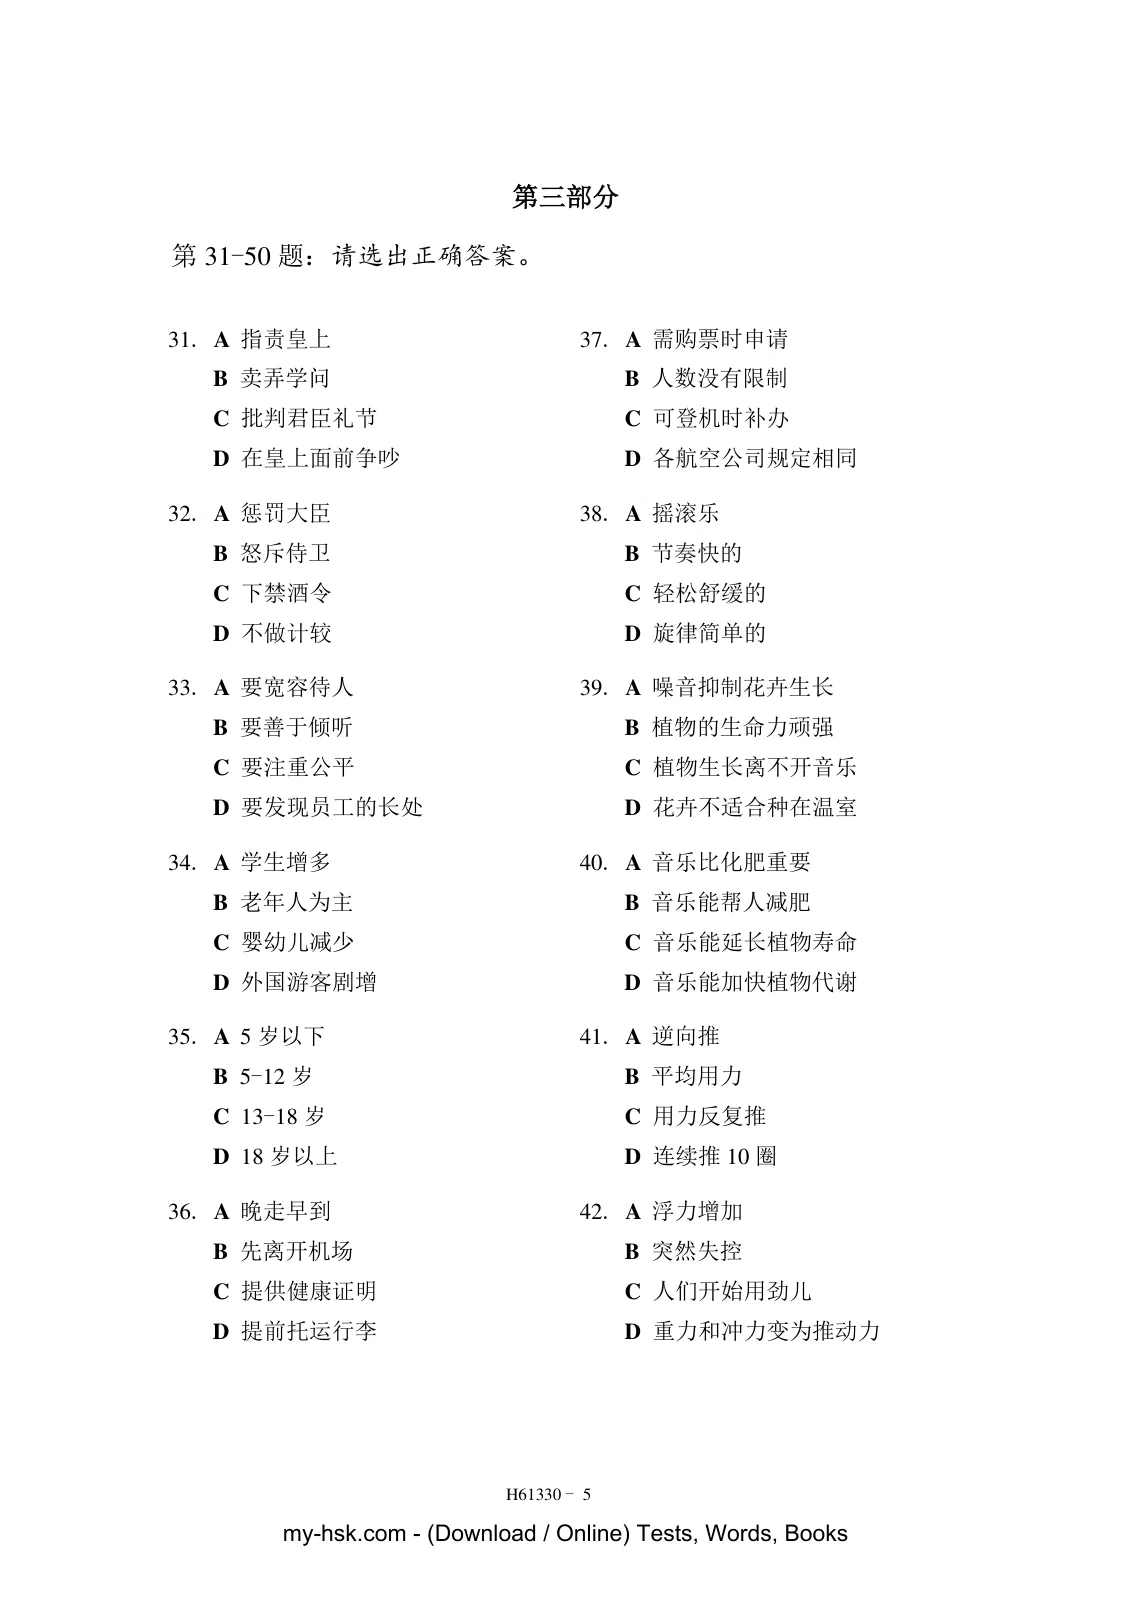 第三部分
第 31-50 题：请选出正确答案。
31. A 指责皇上
B 卖弄学问
C 批判君臣礼节
D 在皇上面前争吵
32. A 惩罚大臣
B 怒斥侍卫
C 下禁酒令
D 不做计较
33. A 要宽容待人
B 要善于倾听
C 要注重公平
D 要发现员工的长处
34. A 学生增多
B 老年人为主
C 婴幼儿减少
D 外国游客剧增
35. A 5 岁以下
B 5-12 岁
C 13-18 岁
D 18 岁以上
36. A 晚走早到
B 先离开机场
C 提供健康证明
D 提前托运行李
37. A 需购票时申请
B 人数没有限制
C 可登机时补办
D 各航空公司规定相同
38. A 摇滚乐
B 节奏快的
C 轻松舒缓的
D 旋律简单的
39. A 噪音抑制花卉生长
B 植物的生命力顽强
C 植物生长离不开音乐
D 花卉不适合种在温室
40. A 音乐比化肥重要
B 音乐能帮人减肥
C 音乐能延长植物寿命
D 音乐能加快植物代谢
41. A 逆向推
B 平均用力
C 用力反复推
D 连续推 10 圈
42. A 浮力增加
B 突然失控
C 人们开始用劲儿
D 重力和冲力变为推动力
H61330- 5
my-hsk.com - (Download / Online) Tests, Words, Books